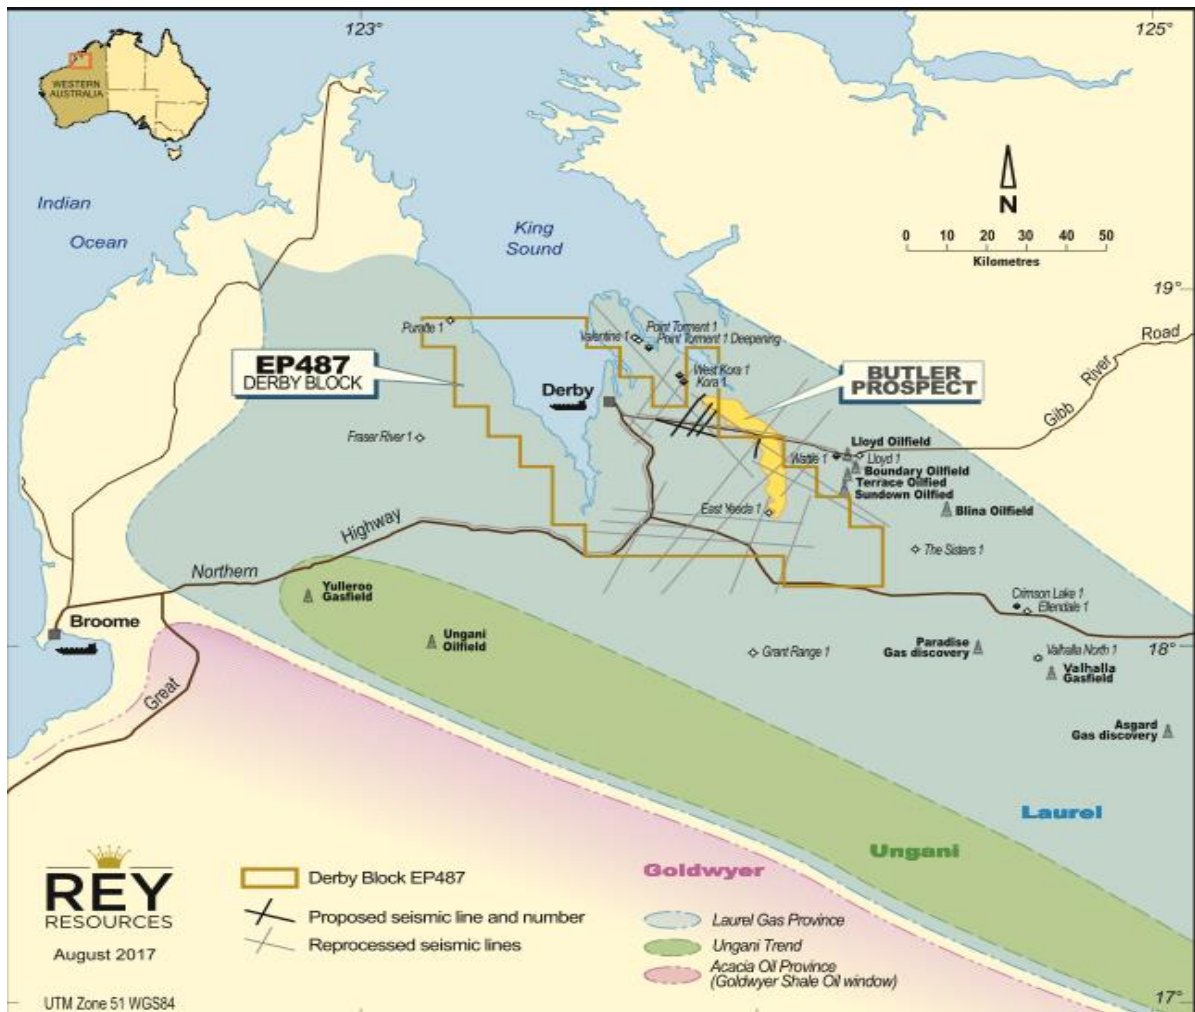 123°
125°
WESTERN
AUSTRALIA
Indian
Ocean
King
Sound
N
0 10 20 30 40 50
Kilometres
19°
Road
River
Gibb
Puratte 1
Valentine 1
Point Torment 1
Point Torment 1 Deepening
EP487
DERBY BLOCK
West Kora 1
Kora 1
BUTLER
PROSPECT
Derby
Fraser River 1
Lloyd Oilfield
Wattle 1
Lloyd 1
Boundary Oilfield
Terrace Oilfied
Sundown Oilfied
East Yeeda 1
Blina Oilfield
Highway
Northern
The Sisters 1
Yulleroo
Gasfield
Crimson Lake 1
Ellendale 1
Broome
Ungani
Oilfield
Grant Range 1
Paradise
Gas discovery
Valhalla North 1
18°
Valhalla
Gasfield
Great
Asgard
Gas discovery
Laurel
Ungani
Goldwyer
REY
RESOURCES
August 2017
UTM Zone 51 WGS84
Derby Block EP487
Proposed seismic line and number
Reprocessed seismic lines
Laurel Gas Province
Ungani Trend
Acacia Oil Province
(Goldwyer Shale Oil window)
17°